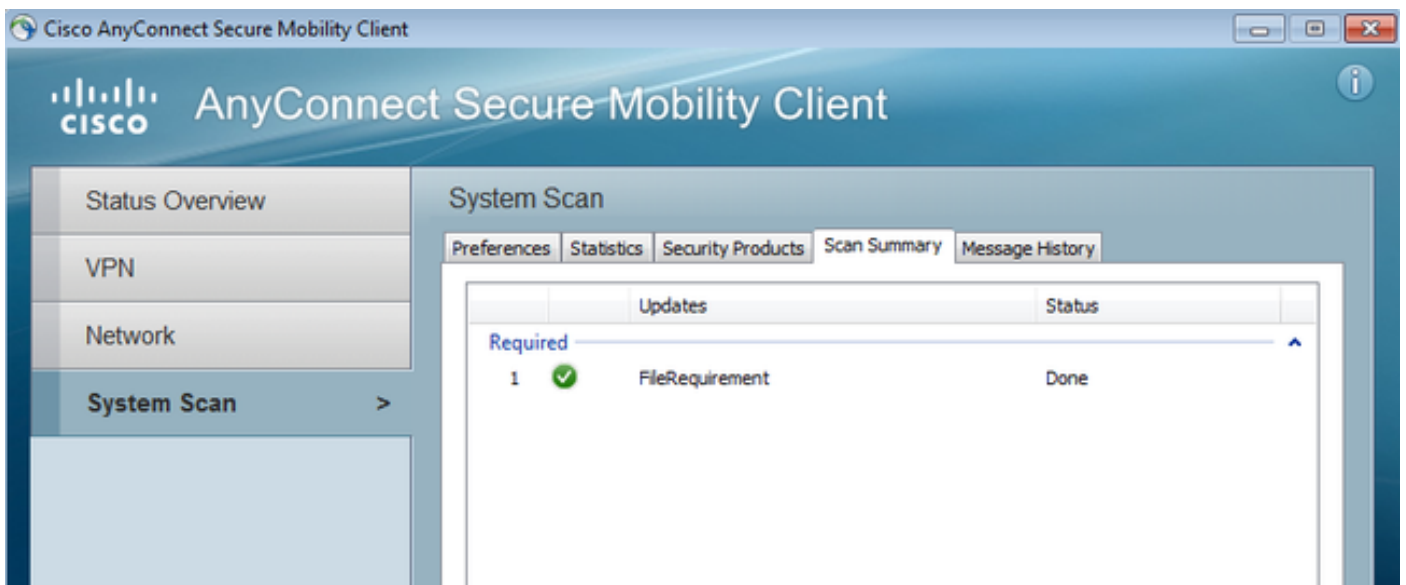 Cisco AnyConnect Secure Mobility Client
CISCO AnyConnect Secure Mobility Client
Status Overview
VPN
Network
System Scan >
System Scan
Preferences Statistics Security Products Scan Summary Message History
Updates Status
Required
1 FileRequirement Done